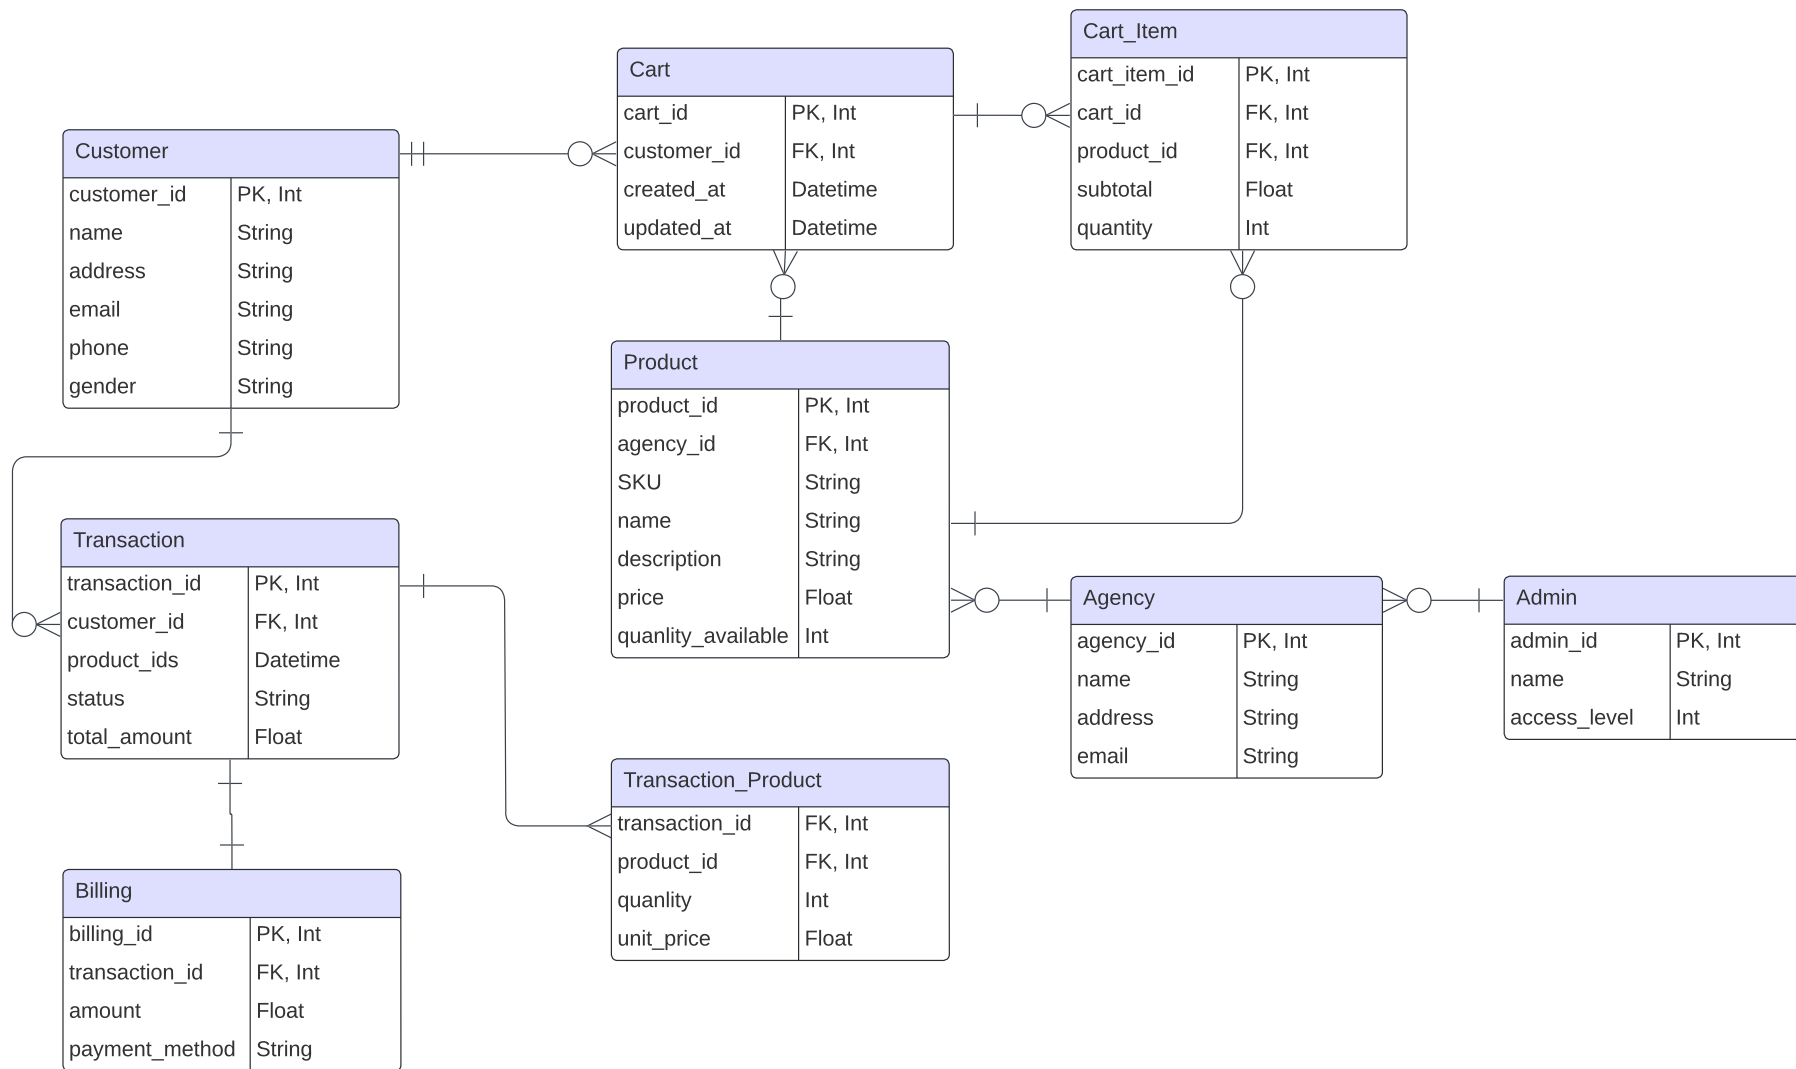 Customer
customer_id PK, Int
name String
address String
email String
phone String
gender String
Cart
cart_id PK, Int
customer_id FK, Int
created_at Datetime
updated_at Datetime
Cart_Item
cart_item_id PK, Int
cart_id FK, Int
product_id FK, Int
subtotal Float
quantity Int
Product
product_id PK, Int
agency_id FK, Int
SKU String
name String
description String
price Float
quanlity_available Int
Transaction
transaction_id PK, Int
customer_id FK, Int
product_ids Datetime
status String
total_amount Float
Agency
agency_id PK, Int
name String
address String
email String
Admin
admin_id PK, Int
name String
access_level Int
Transaction_Product
transaction_id FK, Int
product_id FK, Int
quanlity Int
unit_price Float
Billing
billing_id PK, Int
transaction_id FK, Int
amount Float
payment_method String